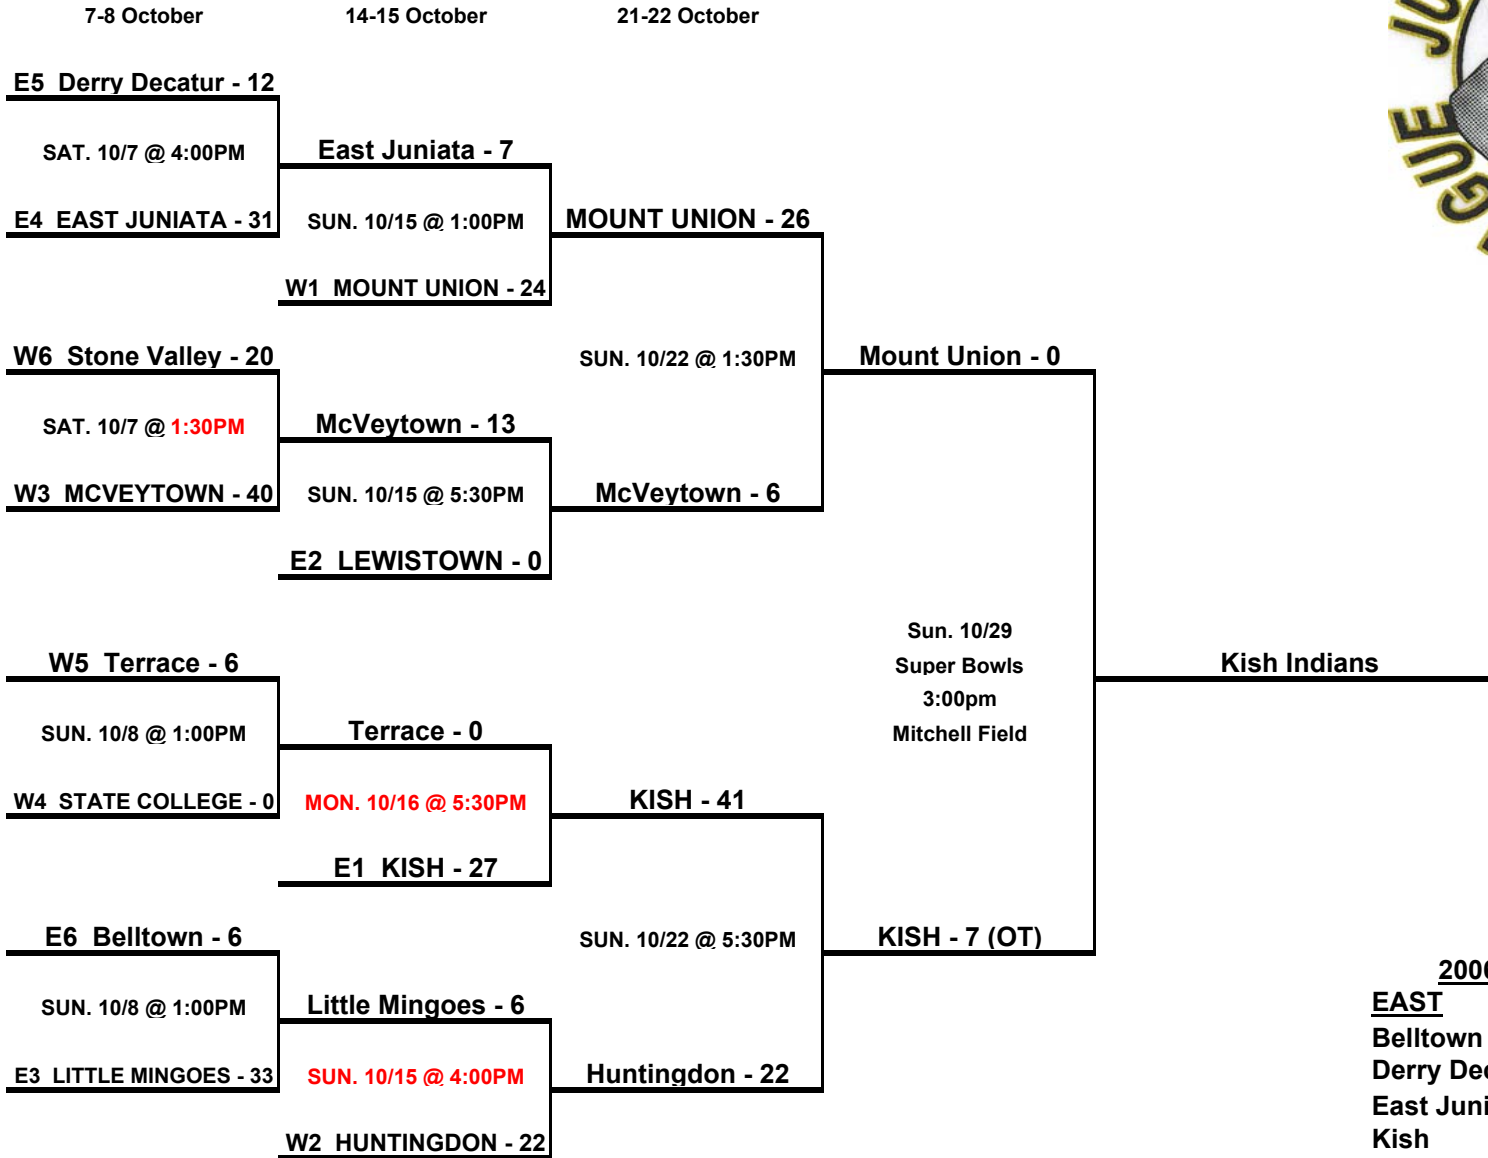 7-8 October 14-15 October 21-22 October
E5 Derry Decatur - 12
SAT. 10/7 @ 4:00PM
E4 EAST JUNIATA - 31
East Juniata - 7
SUN. 10/15 @ 1:00PM
W1 MOUNT UNION - 24
MOUNT UNION - 26
W6 Stone Valley - 20
SAT. 10/7 @ 1:30PM
W3 MCVEYTOWN - 40
McVeytown - 13
SUN. 10/15 @ 5:30PM
E2 LEWISTOWN - 0
SUN. 10/22 @ 1:30PM
McVeytown - 6
Mount Union - 0
W5 Terrace - 6
SUN. 10/8 @ 1:00PM
W4 STATE COLLEGE - 0
Terrace - 0
MON. 10/16 @ 5:30PM
E1 KISH - 27
KISH - 41
E6 Belltown - 6
SUN. 10/8 @ 1:00PM
E3 LITTLE MINGOES - 33
Little Mingoes - 6
SUN. 10/15 @ 4:00PM
W2 HUNTINGDON - 22
SUN. 10/22 @ 5:30PM
Huntingdon - 22
KISH - 7 (OT)
Sun. 10/29
Super Bowls
3:00pm
Mitchell Field
Kish Indians
EAST
Belltown
Derry
East
Kish